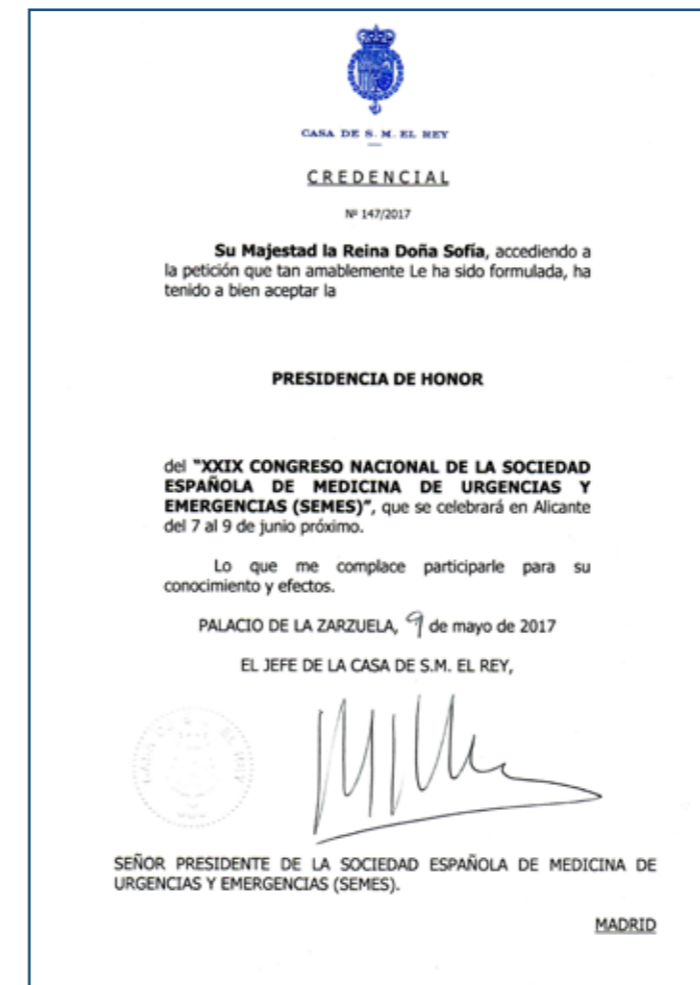 CASA DE S. M. EL REY
CREDENCIAL
Nº 147/2017
Su Majestad la Reina Doña Sofía, accediendo a
la petición que tan amablemente Le ha sido formulada, ha
tenido a bien aceptar la
PRESIDENCIA DE HONOR
del "XXIX CONGRESO NACIONAL DE LA SOCIEDAD
ESPAÑOLA DE MEDICINA DE URGENCIAS Y
EMERGENCIAS (SEMES)", que se celebrará en Alicante
del 7 al 9 de junio próximo.
Lo que me complace participarle para su
conocimiento y efectos.
PALACIO DE LA ZARZUELA, 9 de mayo de 2017
EL JEFE DE LA CASA DE S.M. EL REY,
CASA DE S. M. EL REY
SEÑOR PRESIDENTE DE LA SOCIEDAD ESPAÑOLA DE MEDICINA DE
URGENCIAS Y EMERGENCIAS (SEMES).
MADRID